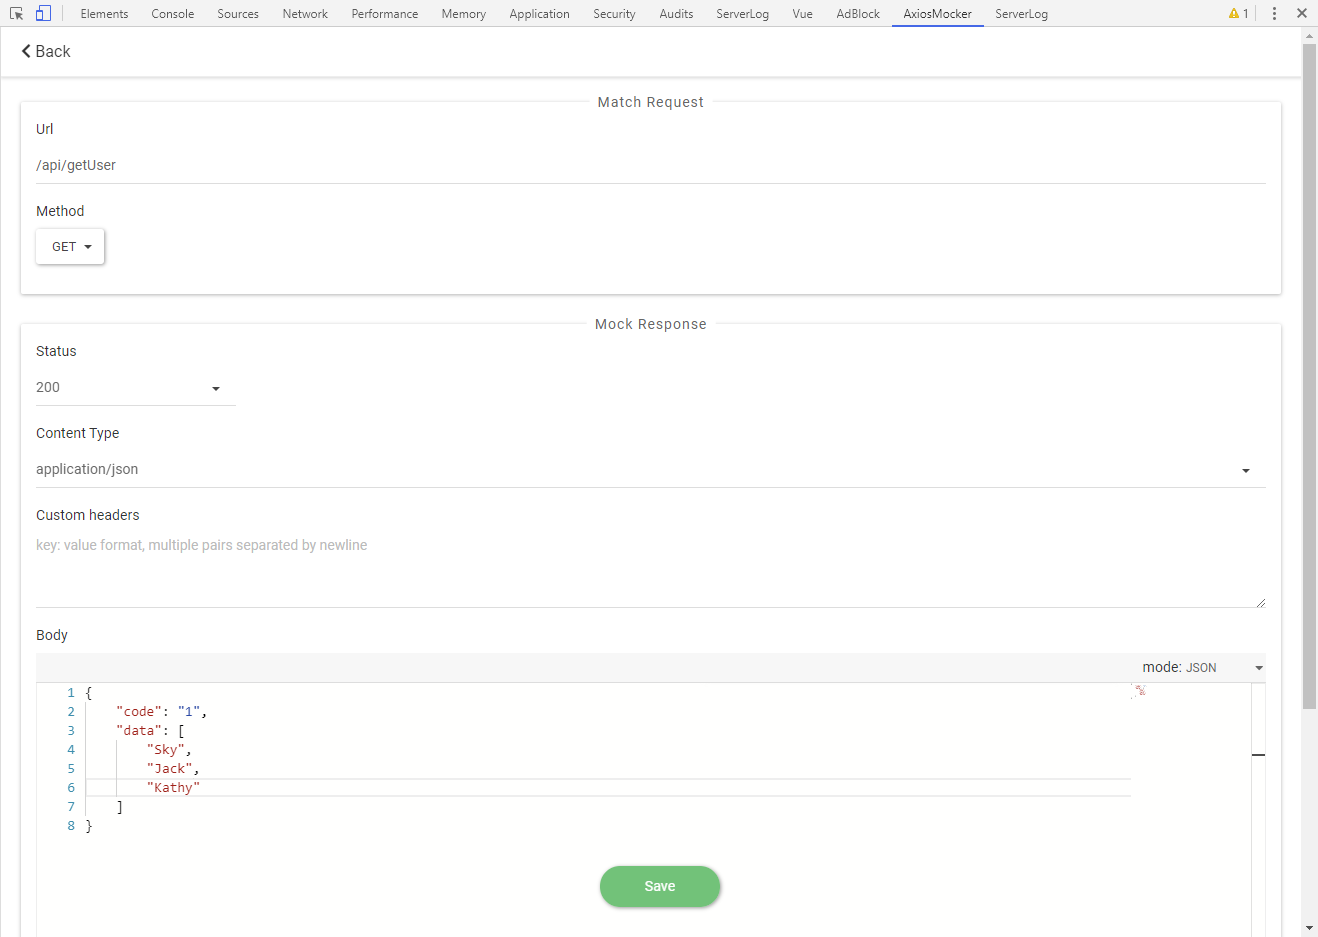 Elements Console Sources Network Performance Memory Application Security Audits ServerLog Vue AdBlock AxiosMocker ServerLog 1
Back
Match Request
Url
/api/getUser
Method
GET
Mock Response
Status
200
Content Type
application/json
Custom headers
key: value format, multiple pairs separated by newline
Body
mode: JSON
1 {
2 "code": "1",
3 "data": [
4 "Sky",
5 "Jack",
6 "Kathy"
7 ]
8 }
Save